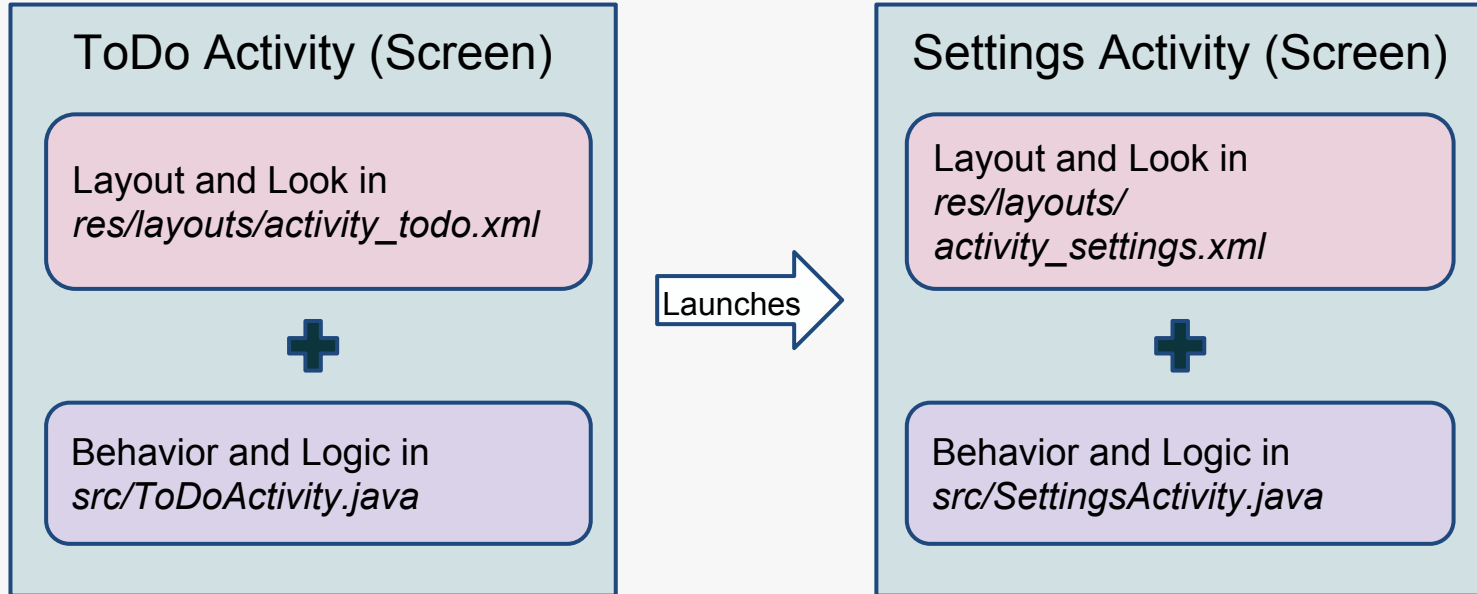 ToDo Activity (Screen)
Layout and Look in
res/layouts/activity_todo.xml
Behavior and Logic in
src/ToDoActivity.java
Launches
Settings Activity (Screen)
Layout and Look in
res/layouts/
activity_settings.xml
Behavior and Logic in
src/SettingsActivity.java